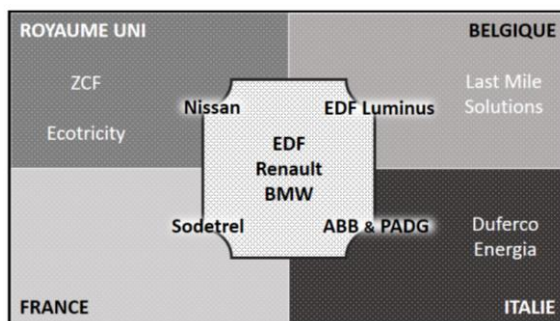 ROYAUME UNI
BELGIQUE
ZCF
Last Mile
Solutions
Ecotricity
Nissan
EDF Luminus
EDF
Renault
BMW
Sodetrel
ABB & PADG
Duferco
Energia
FRANCE
ITALIE